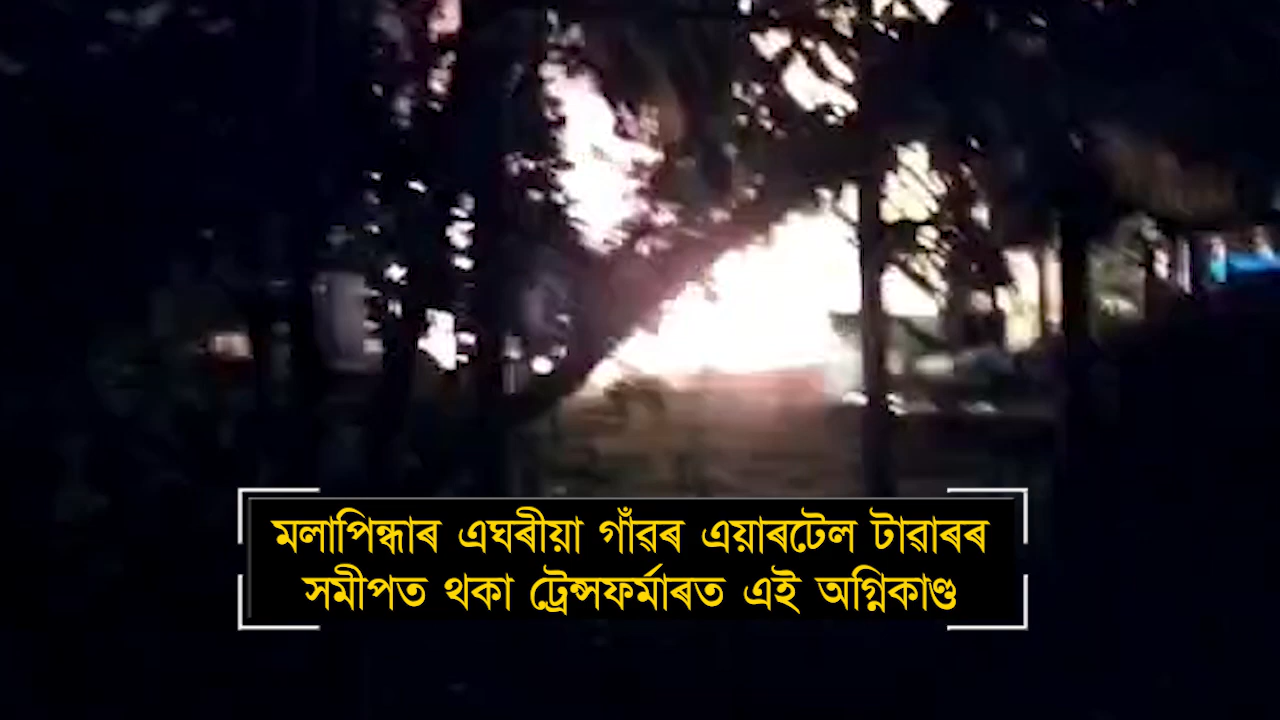 মলাপিন্ধাৰ এঘৰীয়া গাঁৱৰ এয়াৰটেল টাৱাৰৰ
সমীপত থকা ট্ৰেন্সফৰ্মাৰত এই অগ্নিকাণ্ড